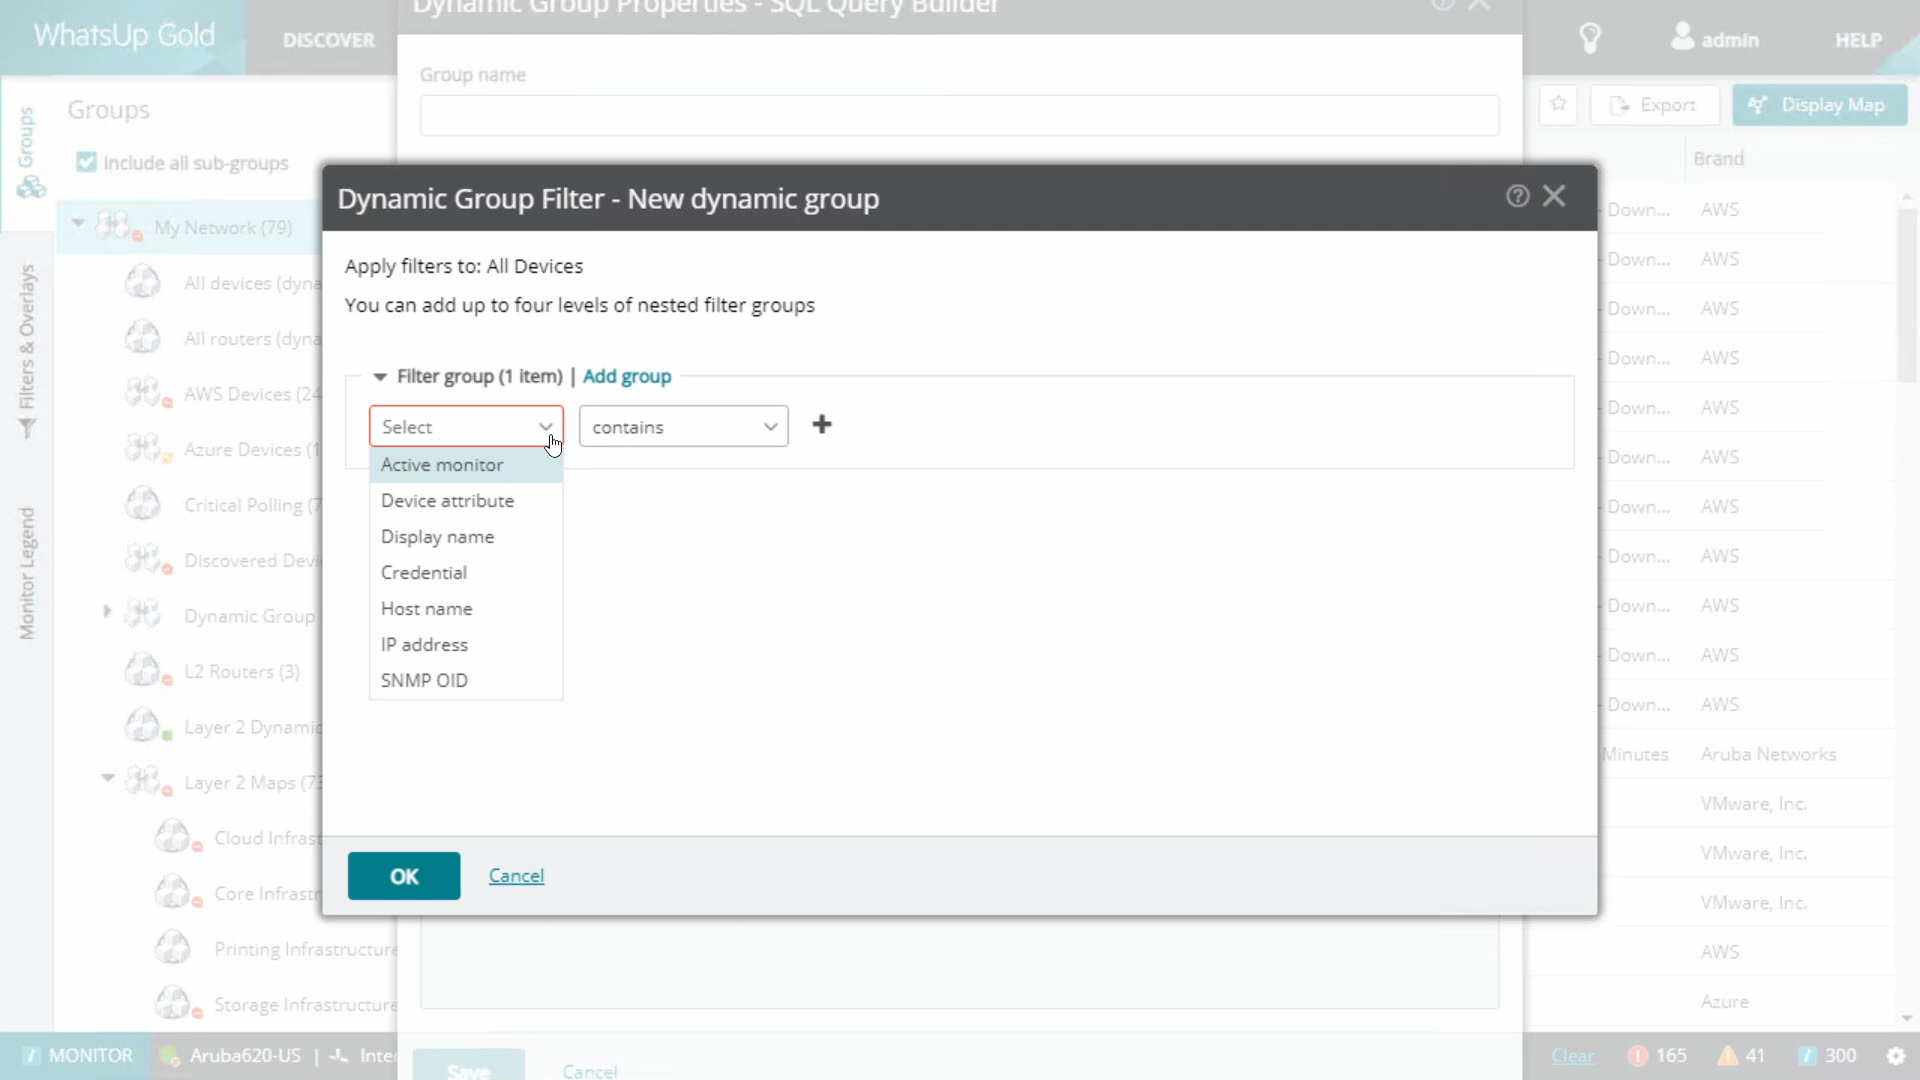 Dynamic Group Properties - SQL Query Builder
WhatsUp Gold
DISCOVER
admin
HELP
Group name
Groups
Groups
Include all sub-groups
Export
Display Map
Brand
Filters & Overlays
Monitor Legend
My Network (79)
All devices (dyna
All routers (dyna
AWS Devices (24
Azure Devices (1
Critical Polling (7
Discovered Devi
Dynamic Group
L2 Routers (3)
Layer 2 Dynamic
Layer 2 Maps (73
Cloud Infrast
Core Infrastr
Printing Infrastructure
Storage Infrastructure
Dynamic Group Filter - New dynamic group
Apply filters to: All Devices
You can add up to four levels of nested filter groups
Filter group (1 item) | Add group
Select
contains
Active monitor
Device attribute
Display name
Credential
Host name
IP address
SNMP OID
OK
Cancel
Down... AWS
Down... AWS
Down... AWS
Down... AWS
Down... AWS
Down... AWS
Down... AWS
Down... AWS
Down... AWS
Down... AWS
Down... AWS
Minutes Aruba Networks
VMware, Inc.
VMware, Inc.
VMware, Inc.
AWS
Azure
MONITOR
Aruba620-US | Inter
Save
Cancel
Clear
165
41
300